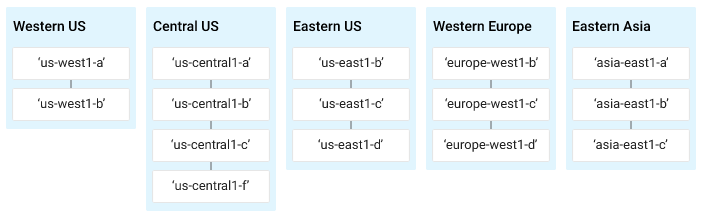 Western US
‘us-west1-a’
‘us-west1-b’
Central US
‘us-central1-a’
‘us-central1-b’
‘us-central1-c’
‘us-central1-f’
Eastern US
‘us-east1-b’
‘us-east1-c’
‘us-east1-d’
Western Europe
‘europe-west1-b’
‘europe-west1-c’
‘europe-west1-d’
Eastern Asia
‘asia-east1-a’
‘asia-east1-b’
‘asia-east1-c’